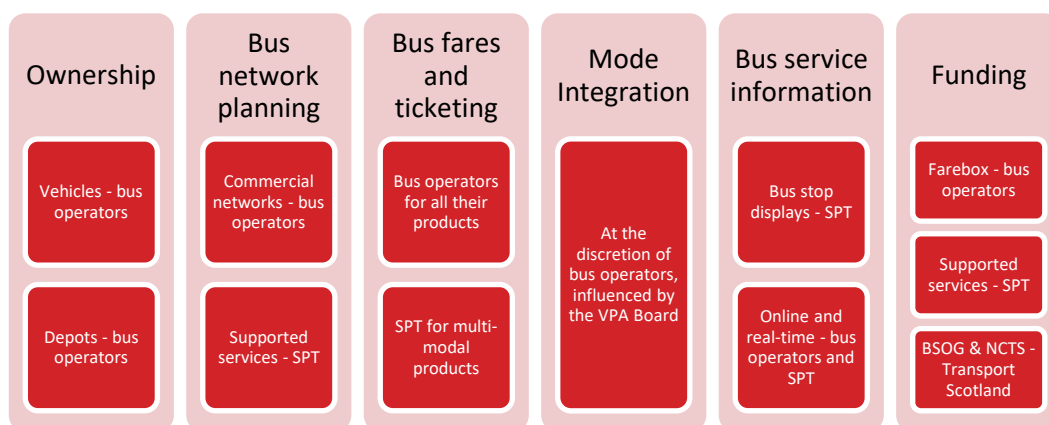 Ownership
Vehicles - bus
operators
Depots - bus
operators
Bus
network
planning
Commercial
networks - bus
operators
Supported
services - SPT
Bus fares
and
ticketing
Bus operators
for all their
products
SPT for multi-
modal
products
Mode
Integration
At the
discretion of
bus operators,
influenced by
the VPA Board
Bus service
information
Bus stop
displays - SPT
Online and
real-time - bus
operators and
SPT
Funding
Farebox - bus
operators
Supported
services - SPT
BSOG & NCTS -
Transport
Scotland